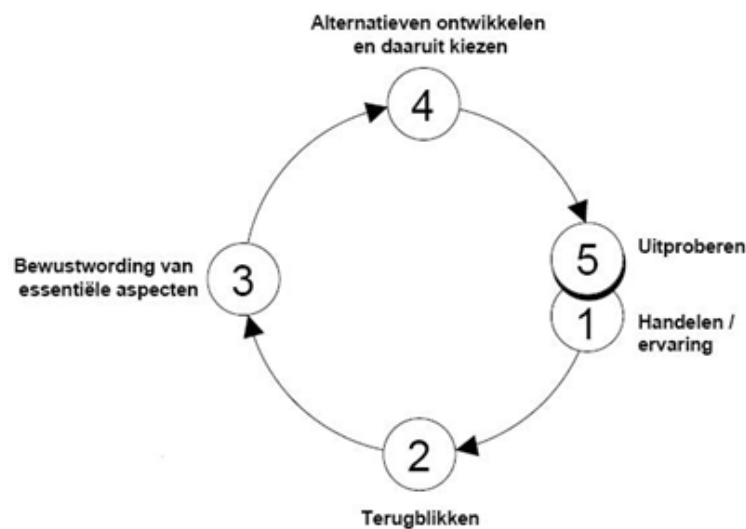 Alternatieven ontwikkelen
en daaruit kiezen
4
5
Uitproberen
Bewustwording van
essentiële aspecten
3
1
Handelen /
ervaring
2
Terugblikken